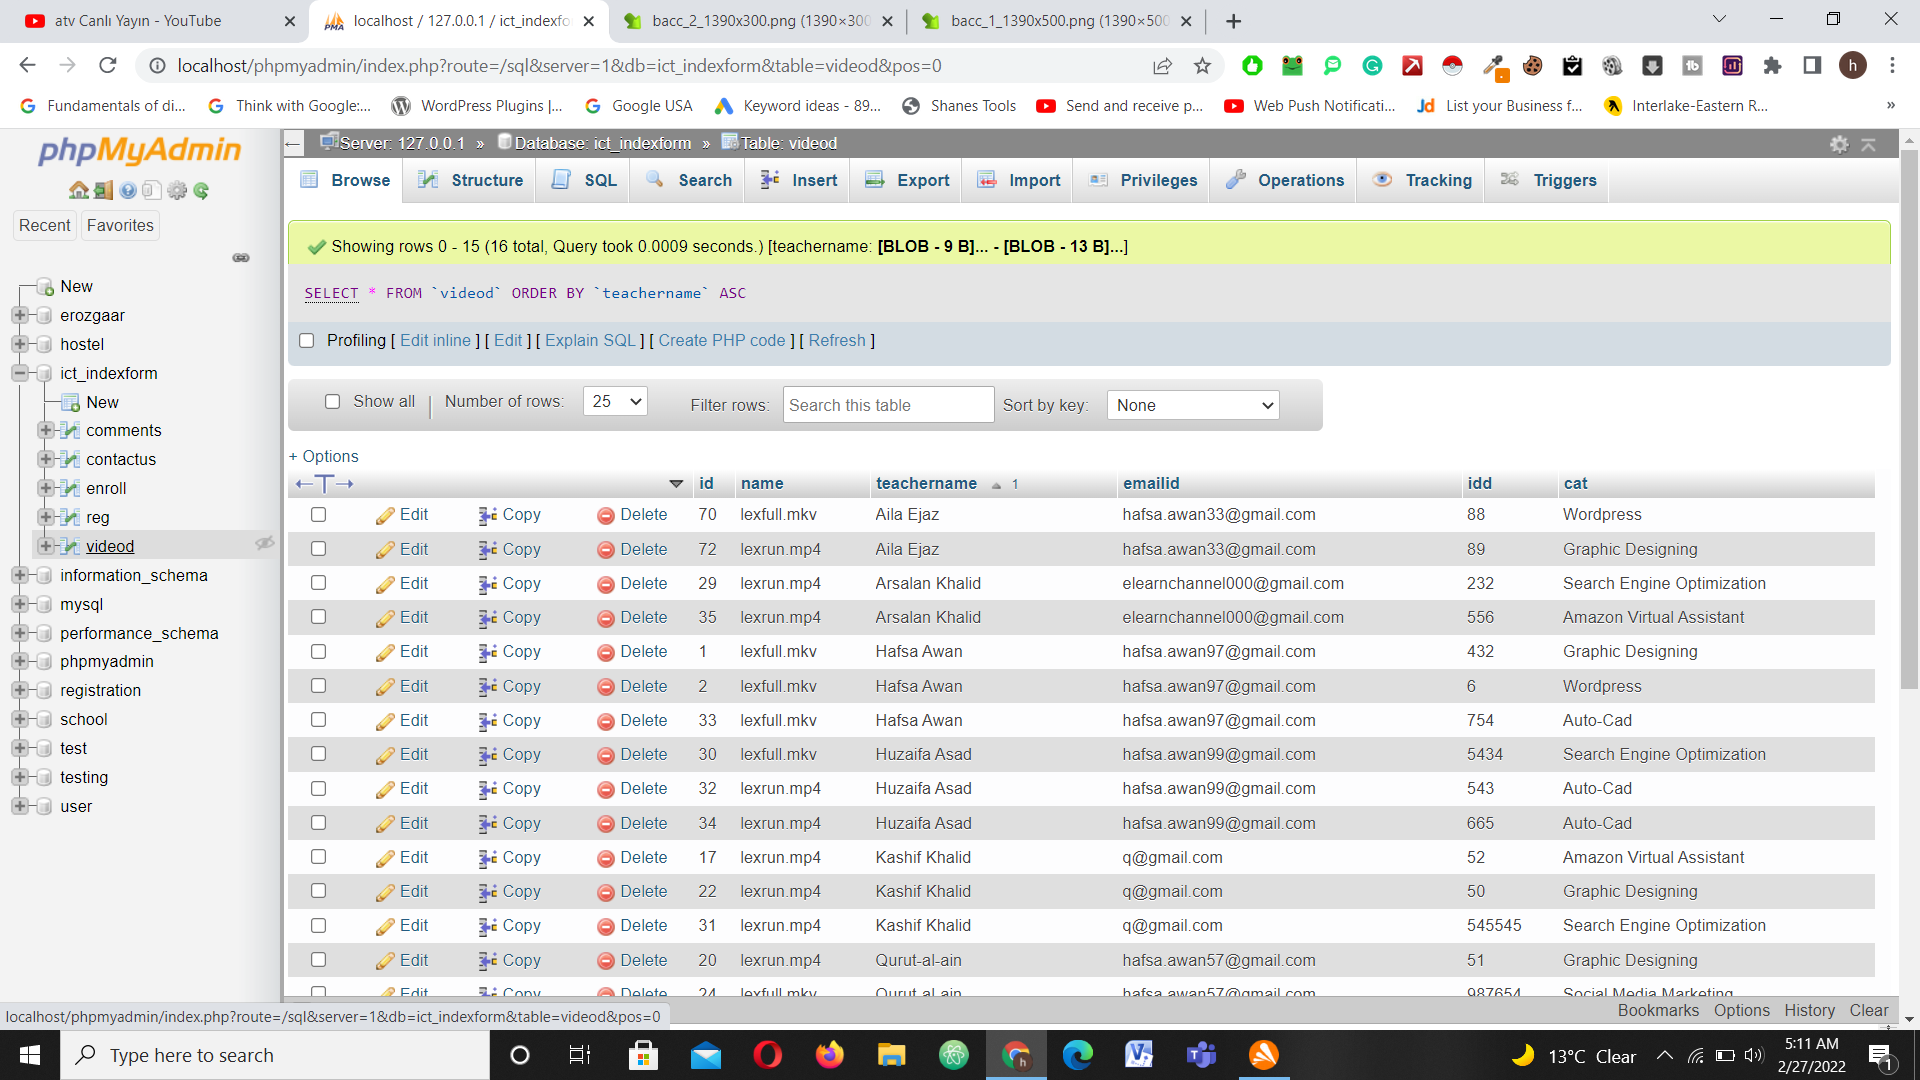 atv Canlı Yayın - YouTube
localhost / 127.0.0.1 / ict_indexfo
bacc_2_1390x300.png (1390×300
bacc_1_1390x500.png (1390×500
localhost/phpmyadmin/index.php?route=/sql&server=1&db=ict_indexform&table=videod&pos=0
Fundamentals of di...
Think with Google:...
WordPress Plugins |...
Google USA
Keyword ideas - 89...
Shanes Tools
Send and receive p...
Web Push Notificati...
List your Business f...
Interlake-Eastern R...
phpMyAdmin
Recent Favorites
New
erozgaar
hostel
ict_indexform
New
comments
contactus
enroll
reg
videod
information_schema
mysql
performance_schema
phpmyadmin
registration
school
test
testing
user
Server: 127.0.0.1 » Database: ict_indexform » Table: videod
Browse Structure SQL Search Insert Export Import Privileges Operations Tracking Triggers
Showing rows 0 - 15 (16 total, Query took 0.0009 seconds.) [teachername: [BLOB - 9 B]... - [BLOB - 13 B]...]
SELECT * FROM `videod` ORDER BY `teachername` ASC
Profiling [ Edit inline ] [ Edit ] [ Explain SQL ] [ Create PHP code ] [ Refresh ]
Show all | Number of rows: 25 Filter rows: Search this table Sort by key: None
+ Options
←T→ id name teachername 1 emailid idd cat
Edit Copy Delete 70 lexfull.mkv Aila Ejaz hafsa.awan33@gmail.com 88 Wordpress
Edit Copy Delete 72 lexrun.mp4 Aila Ejaz hafsa.awan33@gmail.com 89 Graphic Designing
Edit Copy Delete 29 lexrun.mp4 Arsalan Khalid elearnchannel000@gmail.com 232 Search Engine Optimization
Edit Copy Delete 35 lexrun.mp4 Arsalan Khalid elearnchannel000@gmail.com 556 Amazon Virtual Assistant
Edit Copy Delete 1 lexfull.mkv Hafsa Awan hafsa.awan97@gmail.com 432 Graphic Designing
Edit Copy Delete 2 lexfull.mkv Hafsa Awan hafsa.awan97@gmail.com 6 Wordpress
Edit Copy Delete 33 lexfull.mkv Hafsa Awan hafsa.awan97@gmail.com 754 Auto-Cad
Edit Copy Delete 30 lexfull.mkv Huzaifa Asad hafsa.awan99@gmail.com 5434 Search Engine Optimization
Edit Copy Delete 32 lexrun.mp4 Huzaifa Asad hafsa.awan99@gmail.com 543 Auto-Cad
Edit Copy Delete 34 lexrun.mp4 Huzaifa Asad hafsa.awan99@gmail.com 665 Auto-Cad
Edit Copy Delete 17 lexrun.mp4 Kashif Khalid q@gmail.com 52 Amazon Virtual Assistant
Edit Copy Delete 22 lexrun.mp4 Kashif Khalid q@gmail.com 50 Graphic Designing
Edit Copy Delete 31 lexrun.mp4 Kashif Khalid q@gmail.com 545545 Search Engine Optimization
Edit Copy Delete 20 lexrun.mp4 Qurut-al-ain hafsa.awan57@gmail.com 51 Graphic Designing
Edit Copy Delete 24 lexfull.mkv Qurut-al-ain hafsa.awan57@gmail.com 987654 Social Media Marketing
Bookmarks Options History Clear
localhost/phpmyadmin/index.php?route=/sql&server=1&db=ict_indexform&table=videod&pos=0
Type here to search
13°C Clear
5:11 AM
2/27/2022
1